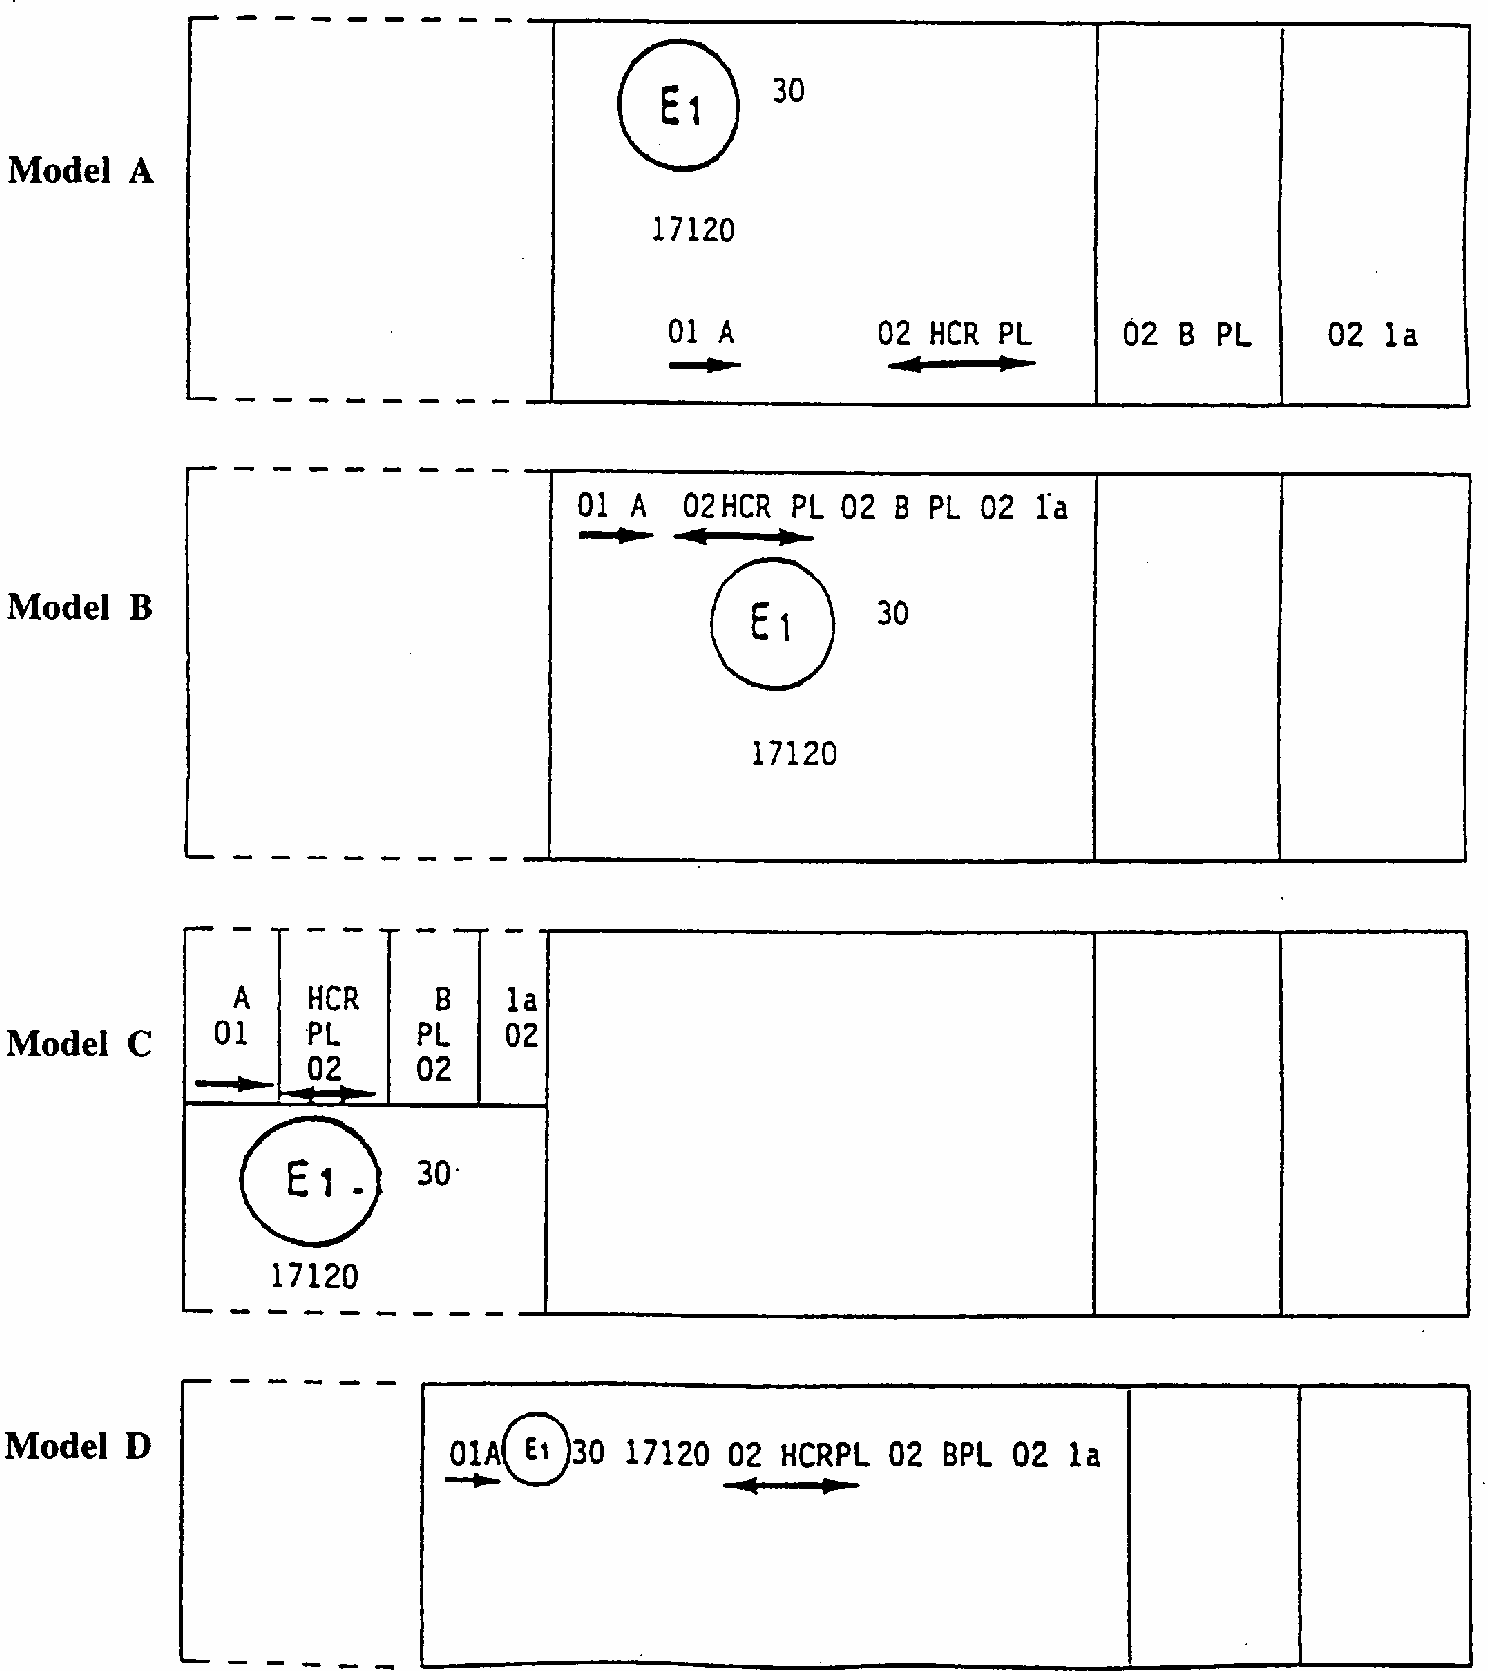 E1 30
Model A
17120
01 A 02 HCR PL 02 B PL 02 1a
01 A 02HCR PL 02 B PL 02 1a
Model B
E1 30
17120
A HCR B 1a
01 PL PL 02
02 02
Model C
E1 30
17120
Model D
01A E1 30 17120 02 HCRPL 02 BPL 02 1a